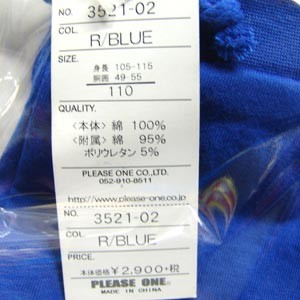 NO. 3521-02
COL. R/BLUE
SIZE.
身長 105-115
胴囲 49-55
110
QUALITY.
〈本体〉綿 100%
〈附属〉綿 95%
ポリウレタン 5%
PLEASE ONE CO.,LTD.
052-910-8511
http://www.please-one.co.jp
NO. 3521-02
COL. R/BLUE
PRICE.
本体価格 ¥2,900+税
PLEASE ONE.
MADE IN CHINA